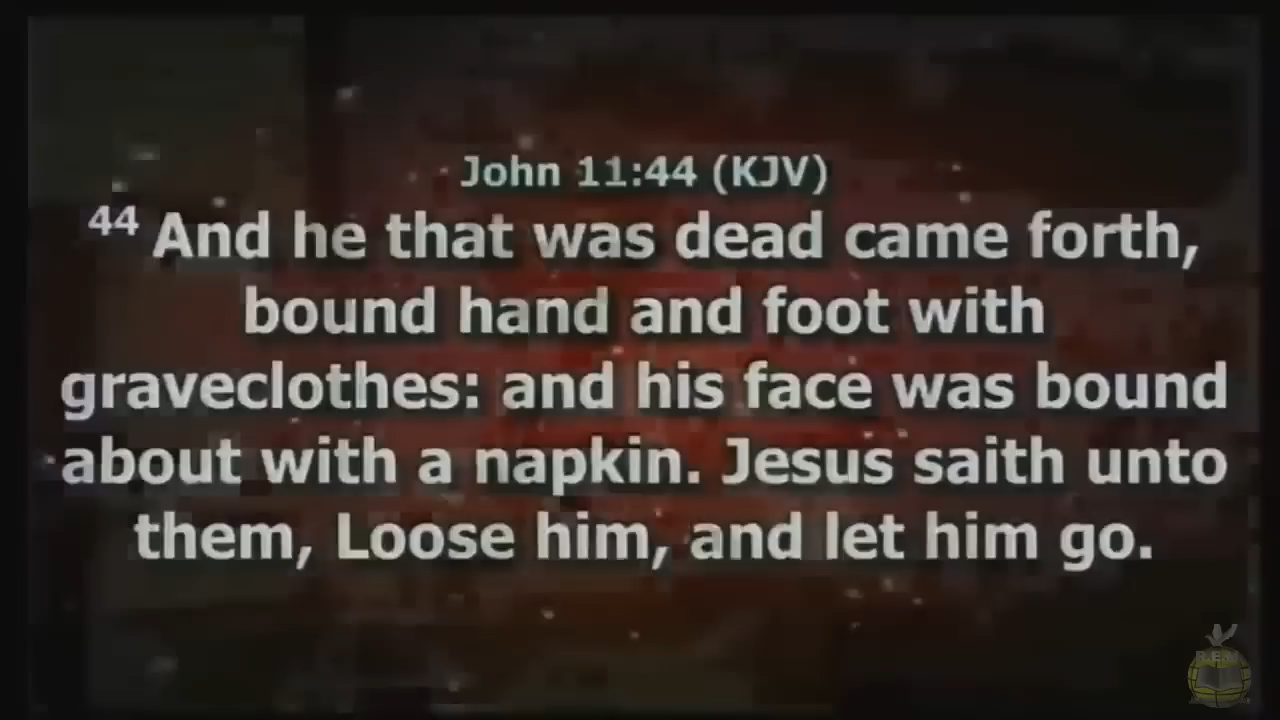 John 11:44 (KJV)
44 And he that was dead came forth,
bound hand and foot with
graveclothes: and his face was bound
about with a napkin. Jesus saith unto
them, Loose him, and let him go.
R.E.M